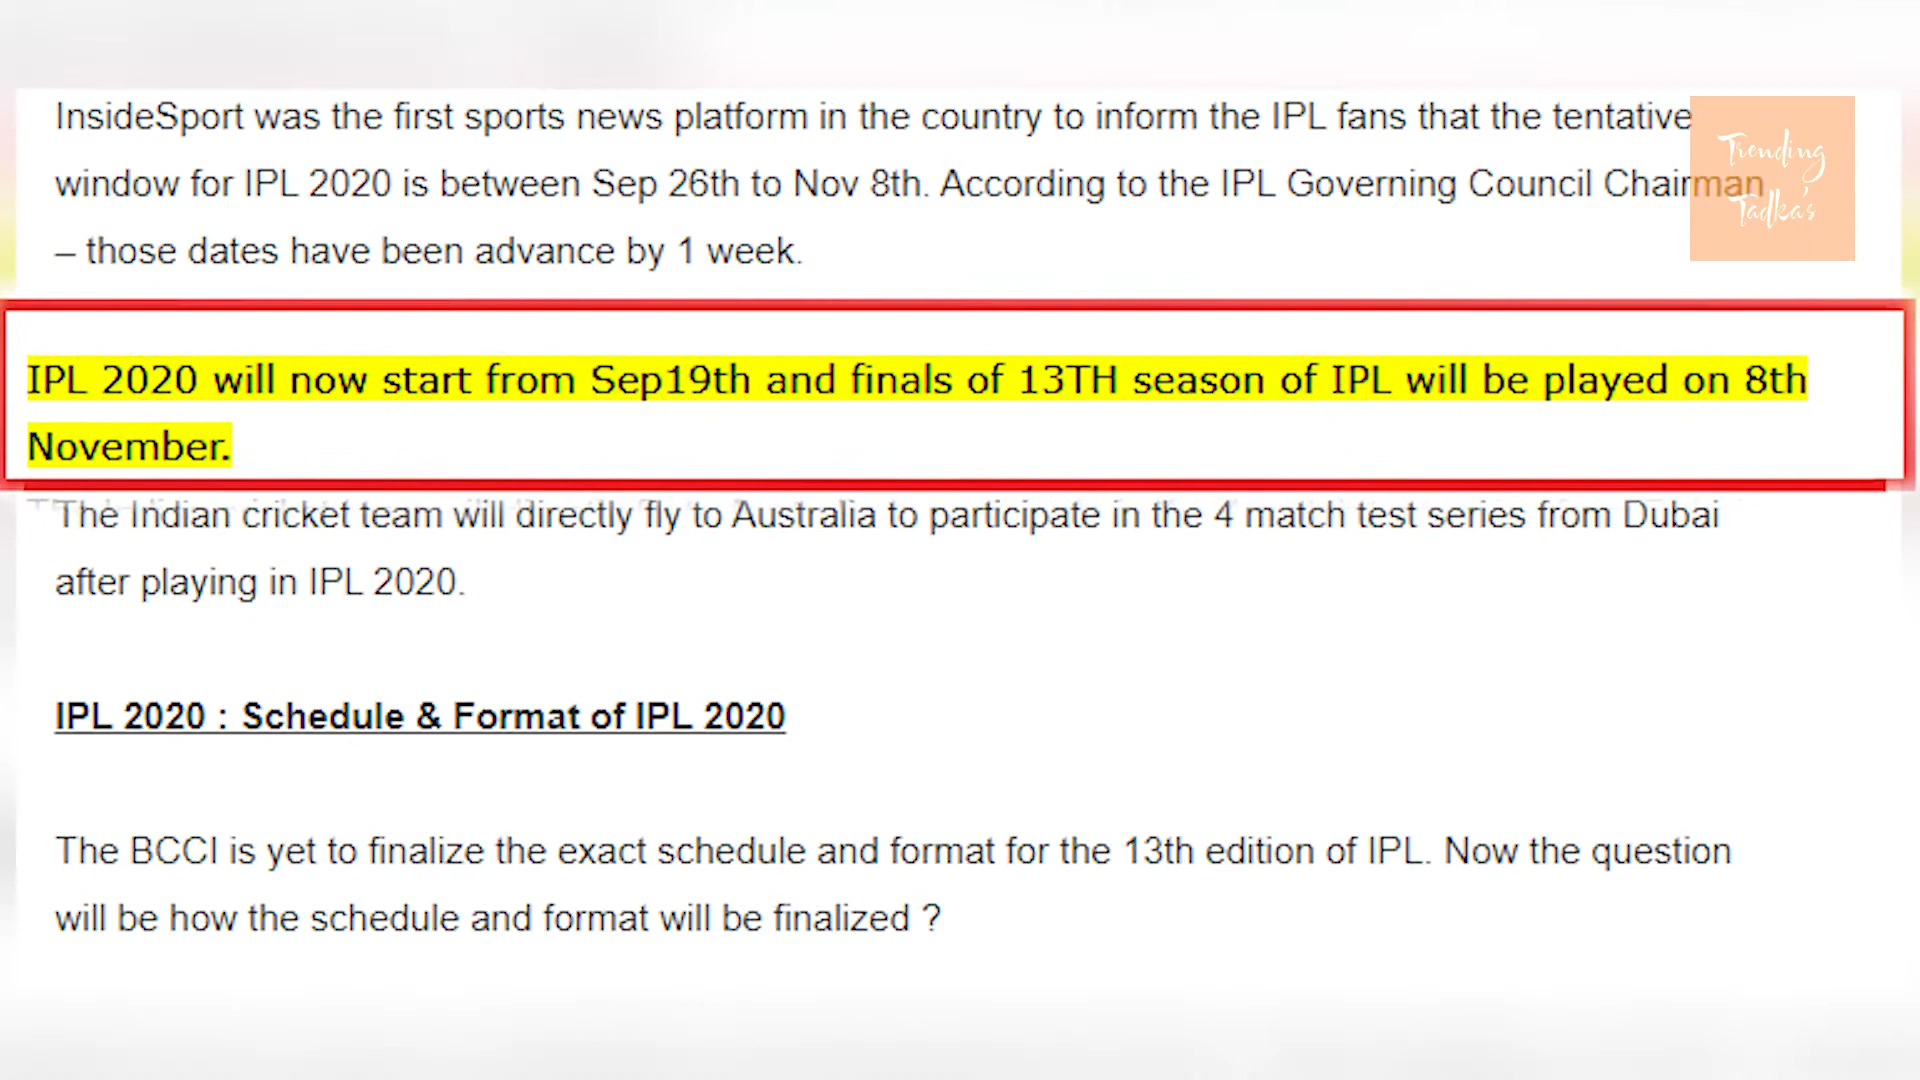 InsideSport was the first sports news platform in the country to inform the IPL fans that the tentative
window for IPL 2020 is between Sep 26th to Nov 8th. According to the IPL Governing Council Chairman
– those dates have been advance by 1 week.
Trending
Tadka's
IPL 2020 will now start from Sep19th and finals of 13TH season of IPL will be played on 8th
November.
The Indian cricket team will directly fly to Australia to participate in the 4 match test series from Dubai
after playing in IPL 2020.
IPL 2020 : Schedule & Format of IPL 2020
The BCCI is yet to finalize the exact schedule and format for the 13th edition of IPL. Now the question
will be how the schedule and format will be finalized ?